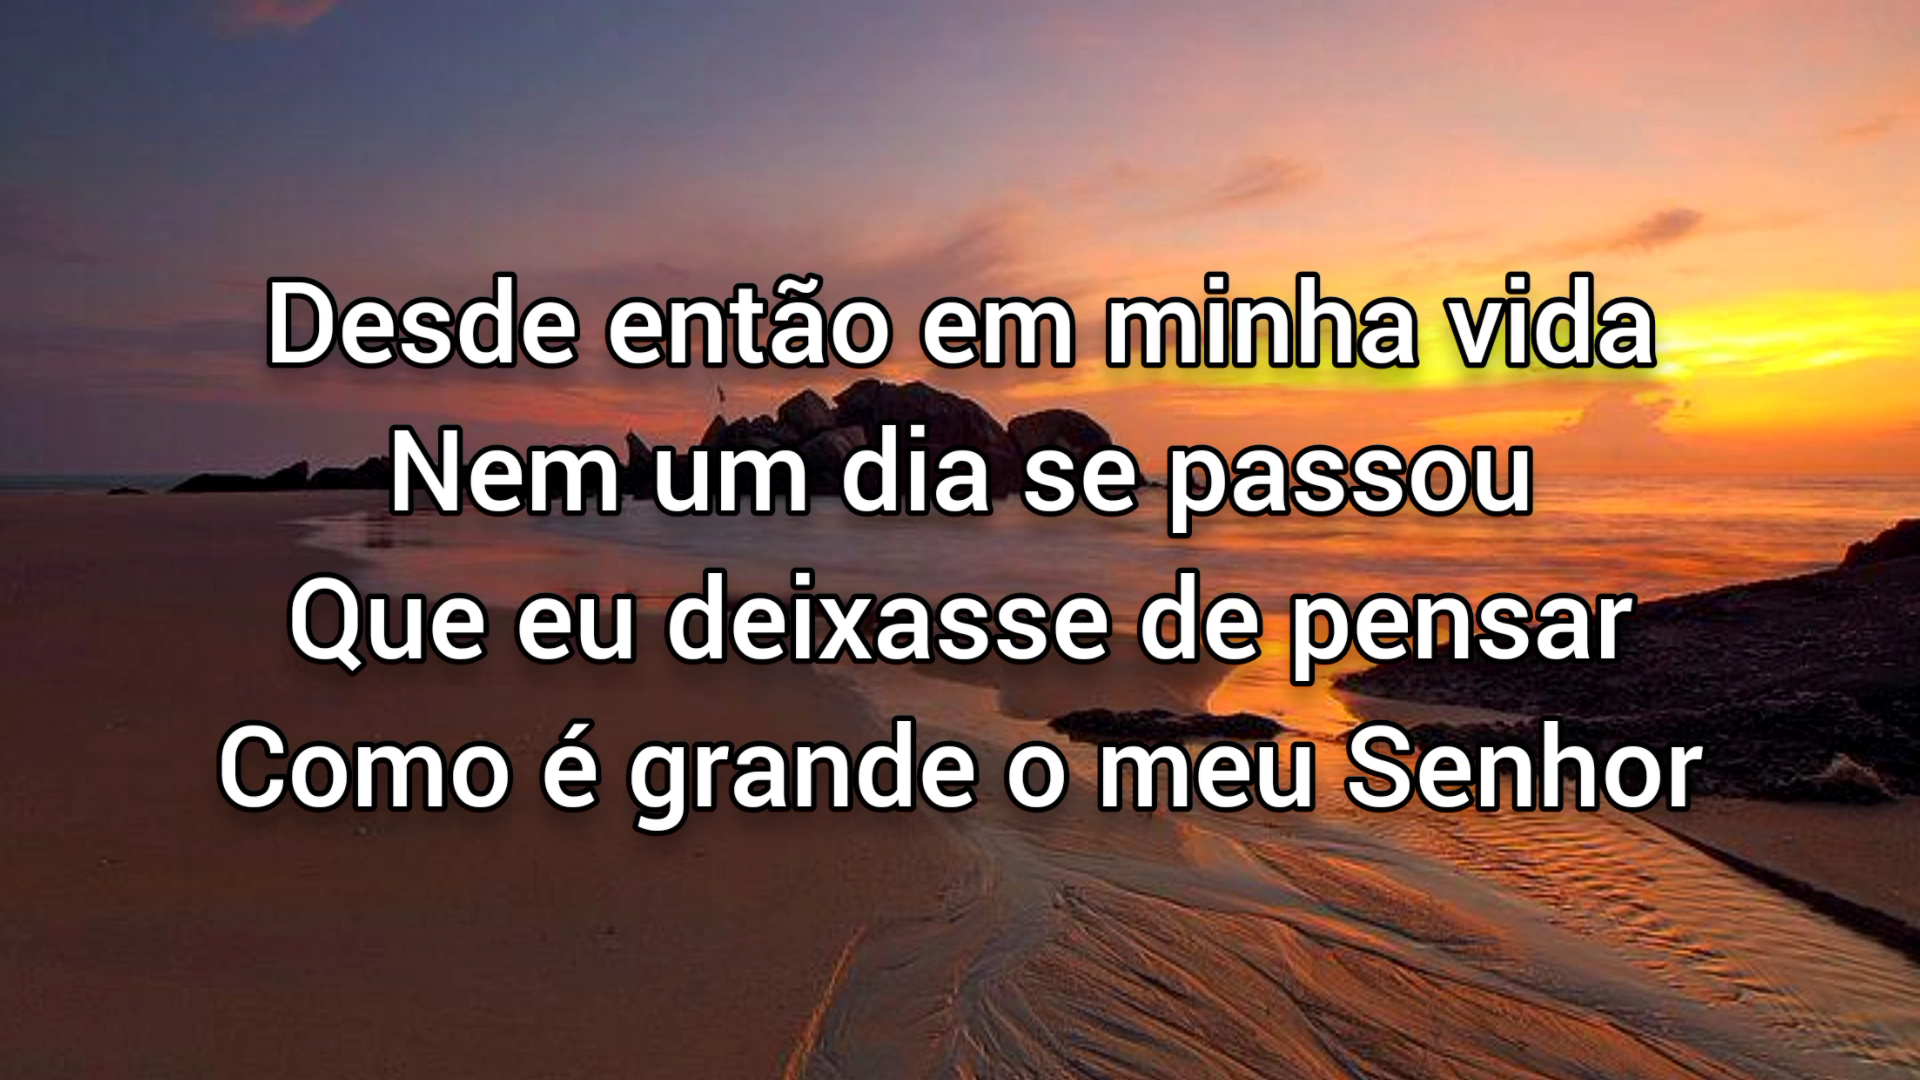 Desde então em minha vida
Nem um dia se passou
Que eu deixasse de pensar
Como é grande o meu Senhor